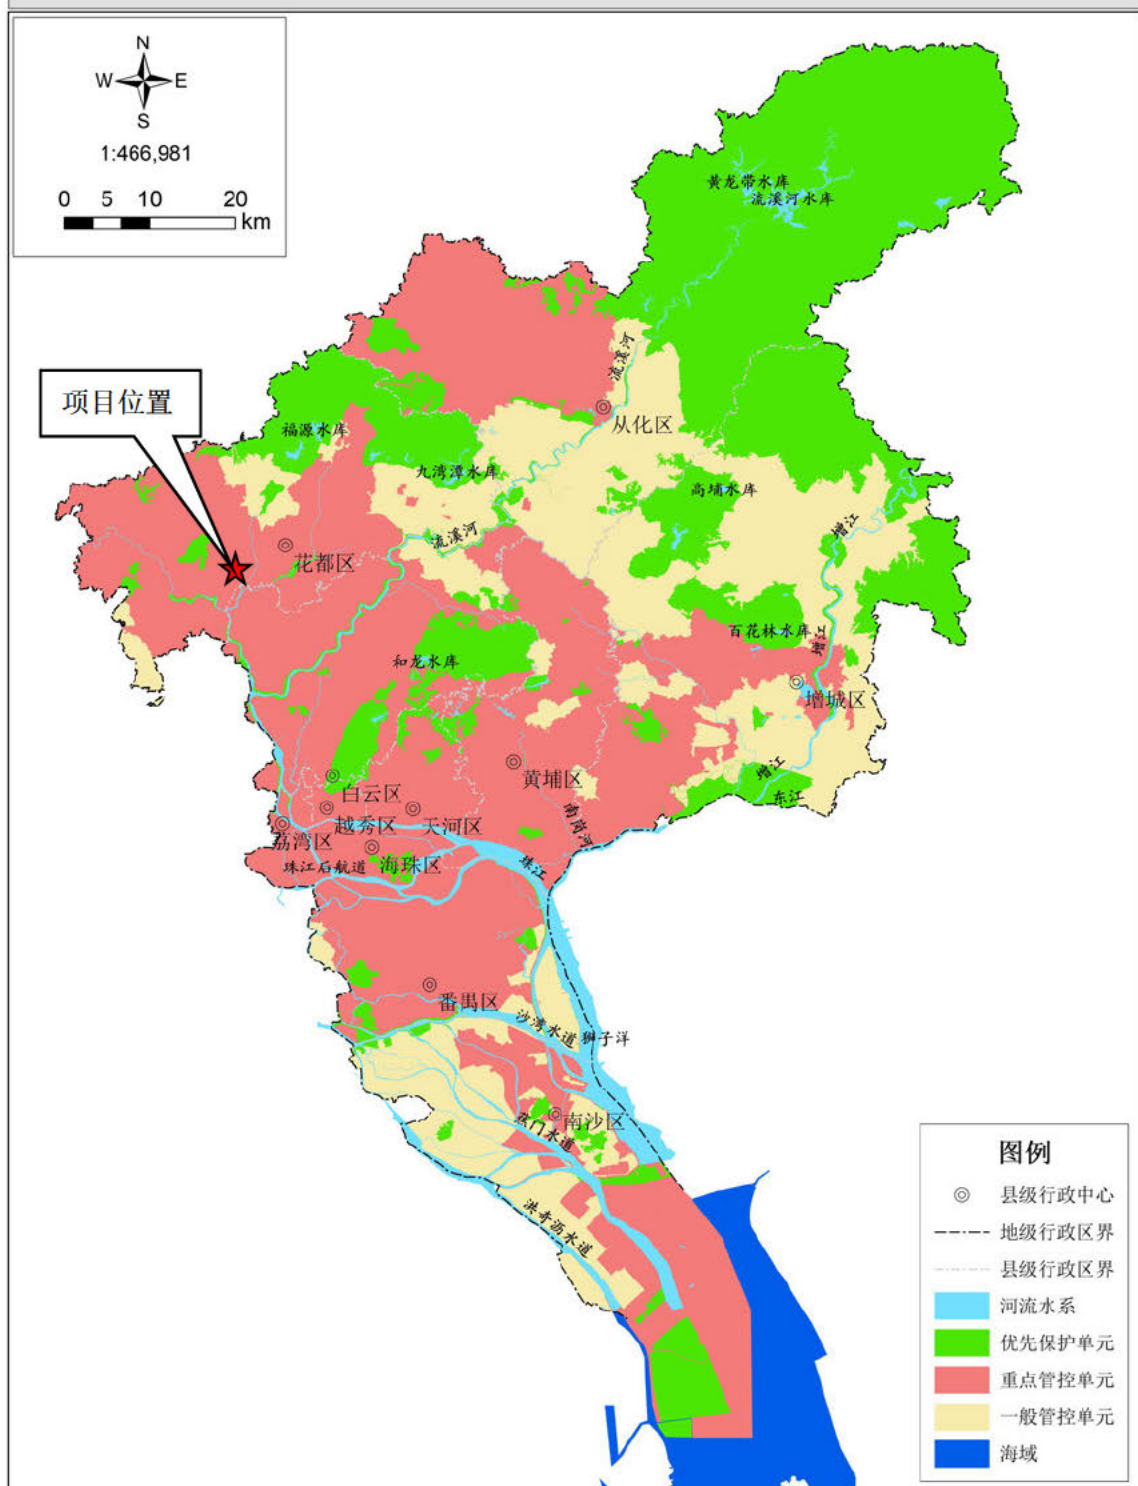 N
W E
S
1:466,981
0 5 10 20
km
黄龙带水库
流溪河水库
流溪河
项目位置
从化区
福源水库
九湾潭水库
高埔水库
流溪河
增江
花都区
百花林水库
增江
和龙水库
增城区
黄埔区
增江
白云区
东江
越秀区
天河区
南岗河
荔湾区
海珠区
珠江
珠江石航道
番禺区
沙湾水道
狮子洋
南沙区
蕉门水道
洪奇沥水道
图例
县级行政中心
地级行政区界
县级行政区界
河流水系
优先保护单元
重点管控单元
一般管控单元
海域